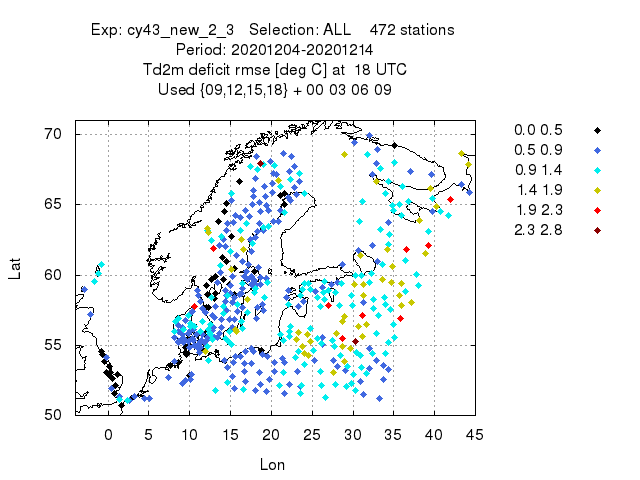 Exp: cy43_new_2_3   Selection: ALL    472 stations
Period: 20201204-20201214
Td2m deficit rmse [deg C] at  18 UTC
Used {09,12,15,18} + 00 03 06 09
70
65
60
55
50
Lat
0 5 10 15 20 25 30 35 40 45
Lon
0.0 0.5
0.5 0.9
0.9 1.4
1.4 1.9
1.9 2.3
2.3 2.8